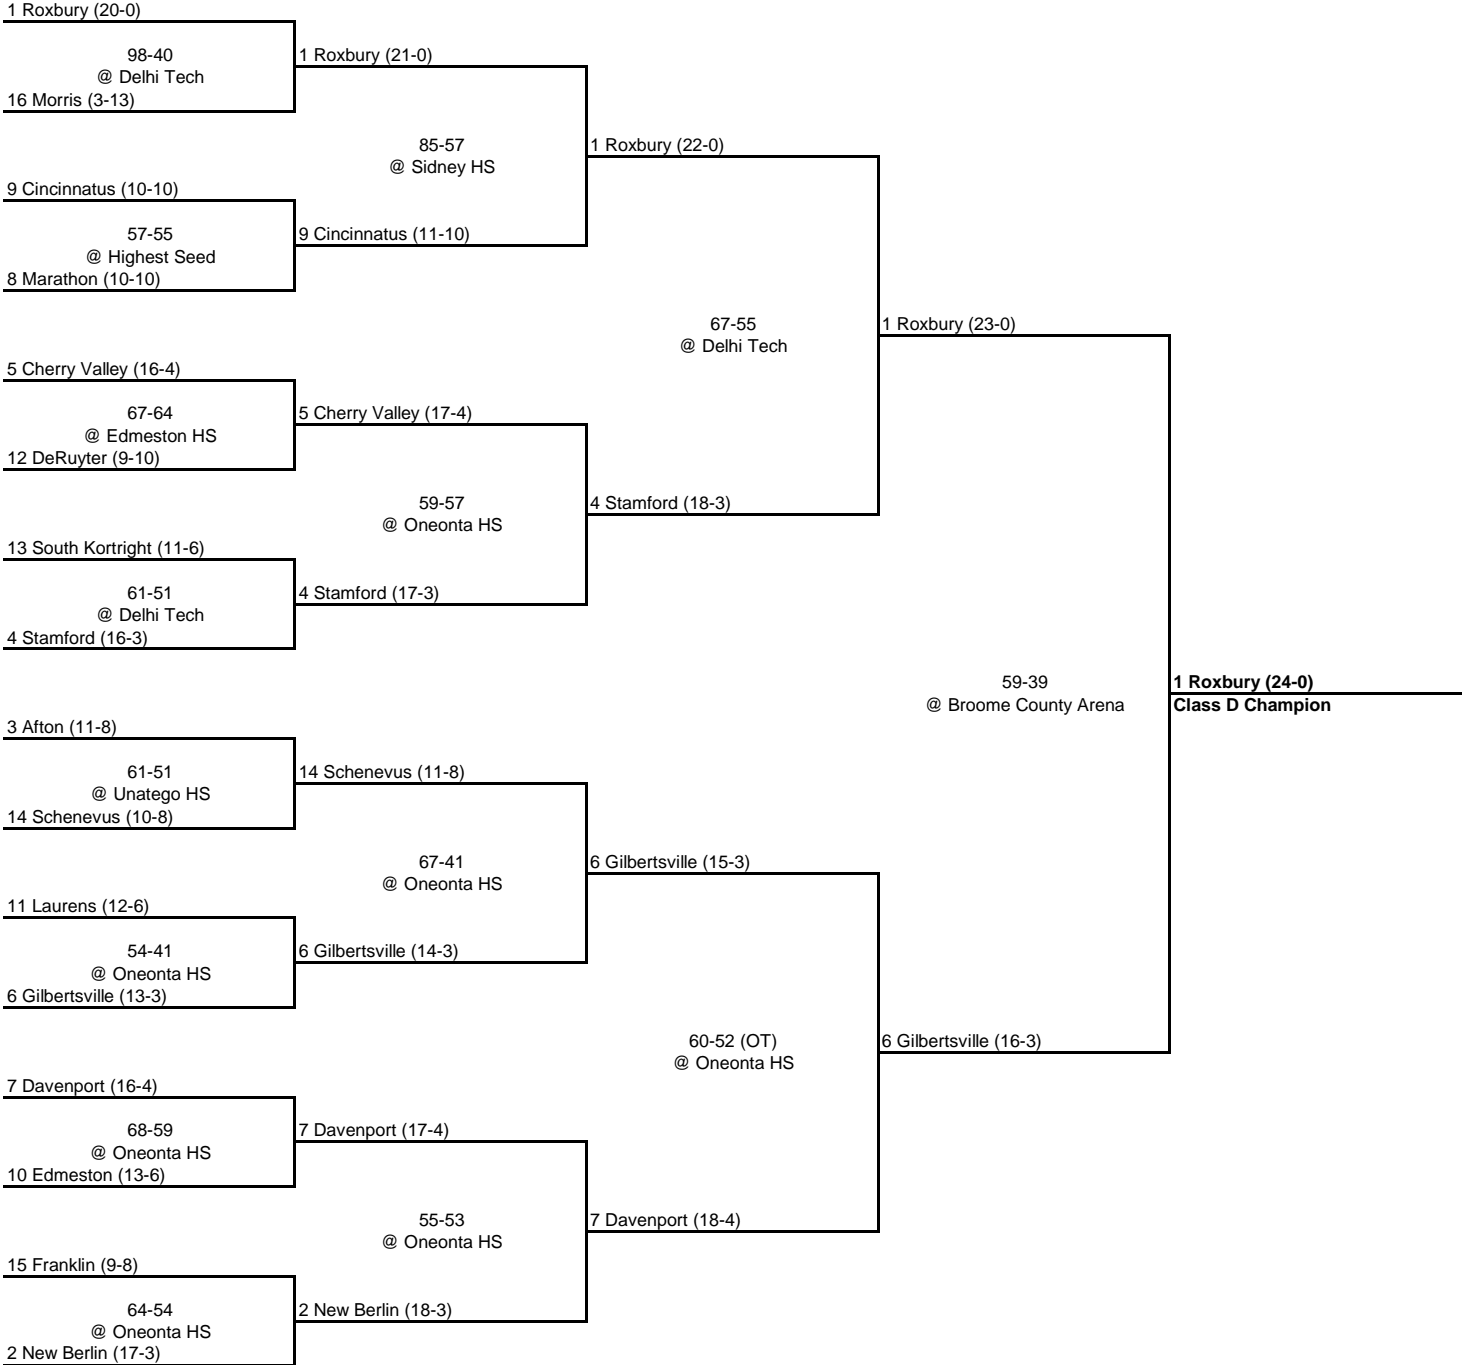 1 Roxbury (20-0)
98-40
@ Delhi Tech
16 Morris (3-13)
9 Cincinnatus (10-10)
57-55
@ Highest Seed
8 Marathon (10-10)
5 Cherry Valley (16-4)
67-64
@ Edmeston HS
12 DeRuyter (9-10)
13 South Kortright (11-6)
61-51
@ Delhi Tech
4 Stamford (16-3)
3 Afton (11-8)
61-51
@ Unatego HS
14 Schenevus (10-8)
11 Laurens (12-6)
54-41
@ Oneonta HS
6 Gilbertsville (13-3)
7 Davenport (16-4)
68-59
@ Oneonta HS
10 Edmeston (13-6)
15 Franklin (9-8)
64-54
@ Oneonta HS
2 New Berlin (17-3)
1 Roxbury (21-0)
85-57
@ Sidney HS
9 Cincinnatus (11-10)
5 Cherry Valley (17-4)
59-57
@ Oneonta HS
4 Stamford (17-3)
14 Schenevus (11-8)
67-41
@ Oneonta HS
6 Gilbertsville (14-3)
7 Davenport (17-4)
55-53
@ Oneonta HS
2 New Berlin (18-3)
1 Roxbury (22-0)
67-55
@ Delhi Tech
4 Stamford (18-3)
6 Gilbertsville (15-3)
60-52 (OT)
@ Oneonta HS
7 Davenport (18-4)
1 Roxbury (23-0)
59-39
@ Broome County Arena
6 Gilbertsville (16-3)
1 Roxbury (24-0)
Class D Champion